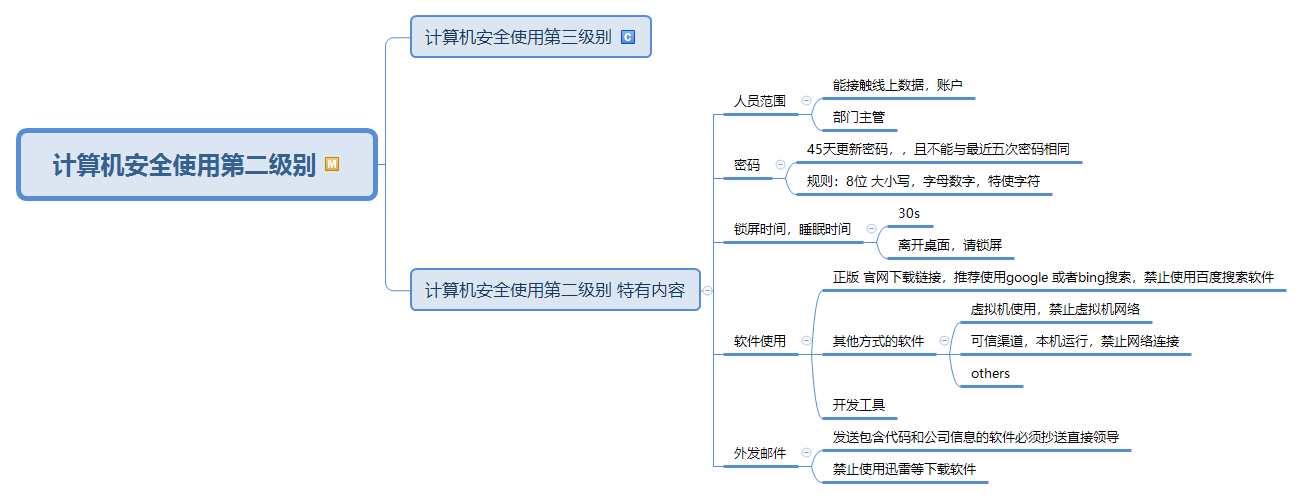 计算机安全使用第二级别 M
计算机安全使用第三级别 C
计算机安全使用第二级别 特有内容
人员范围
能接触线上数据，账户
部门主管
密码
45天更新密码，，且不能与最近五次密码相同
规则：8位 大小写，字母数字，特使字符
锁屏时间，睡眠时间
30s
离开桌面，请锁屏
软件使用
正版 官网下载链接，推荐使用google 或者bing搜索，禁止使用百度搜索软件
其他方式的软件
虚拟机使用，禁止虚拟机网络
可信渠道，本机运行，禁止网络连接
others
开发工具
外发邮件
发送包含代码和公司信息的软件必须抄送直接领导
禁止使用迅雷等下载软件